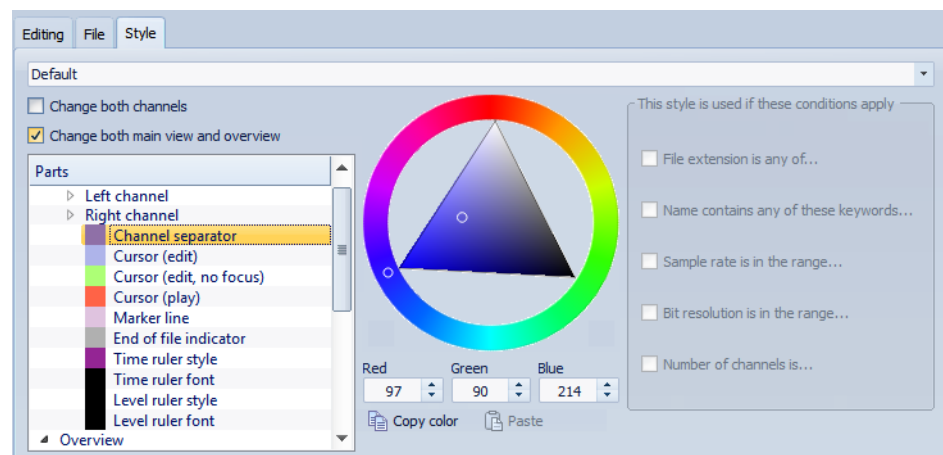 Editing File Style
Default
Change both channels
Change both main view and overview
Parts
Left channel
Right channel
Channel separator
Cursor (edit)
Cursor (edit, no focus)
Cursor (play)
Marker line
End of file indicator
Time ruler style
Time ruler font
Level ruler style
Level ruler font
Overview
Red Green Blue
97 90 214
Copy color Paste
This style is used if these conditions apply
File extension is any of...
Name contains any of these keywords...
Sample rate is in the range...
Bit resolution is in the range...
Number of channels is...